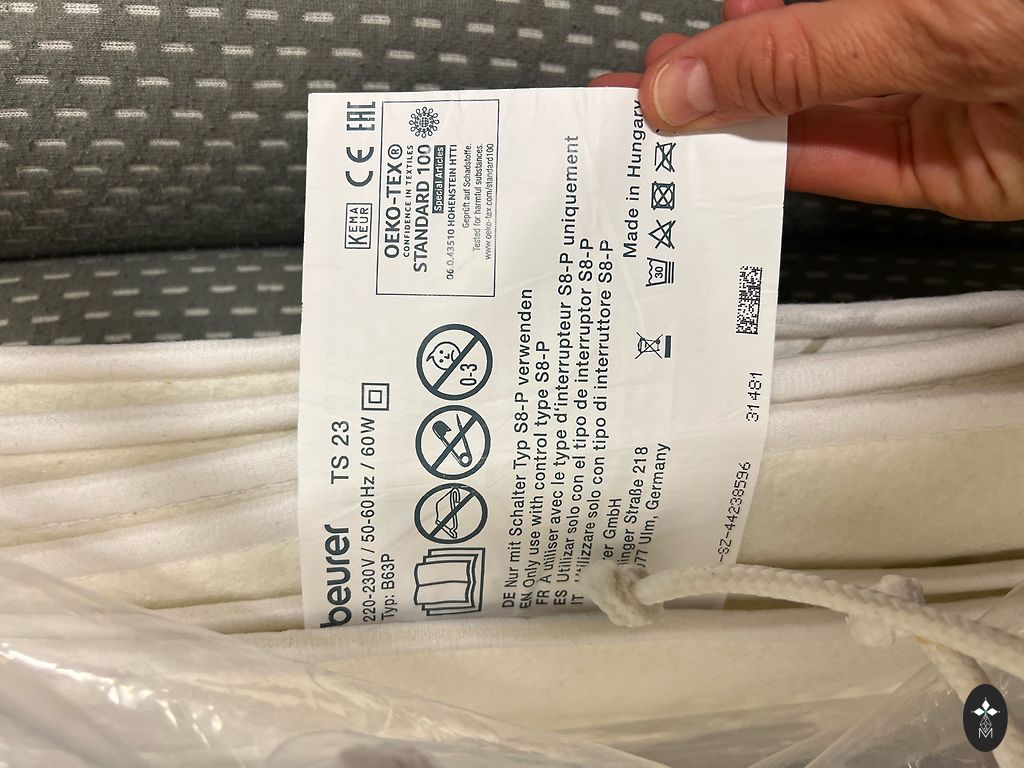 beurer TS 23
220-230V / 50-60Hz / 60W
Typ: B63P
KEMA
EUR
CE EAC
OEKO-TEX®
CONFIDENCE IN TEXTILES
STANDARD 100
Special Articles
06.0.43510 HOHENSTEIN HTTI
Geprüft auf Schadstoffe.
Tested for harmful substances.
www.oeko-tex.com/standard100
0-3
DE Nur mit Schalter Typ S8-P verwenden
EN Only use with control type S8-P
FR A utiliser avec le type d'interrupteur S8-P uniquement
ES Utilizar solo con el tipo de interruptor S8-P
IT Utilizzare solo con tipo di interruttore S8-P
GmbH
Straße 218
Ulm, Germany
Made in Hungary
30
-SZ-44238596
31481
M